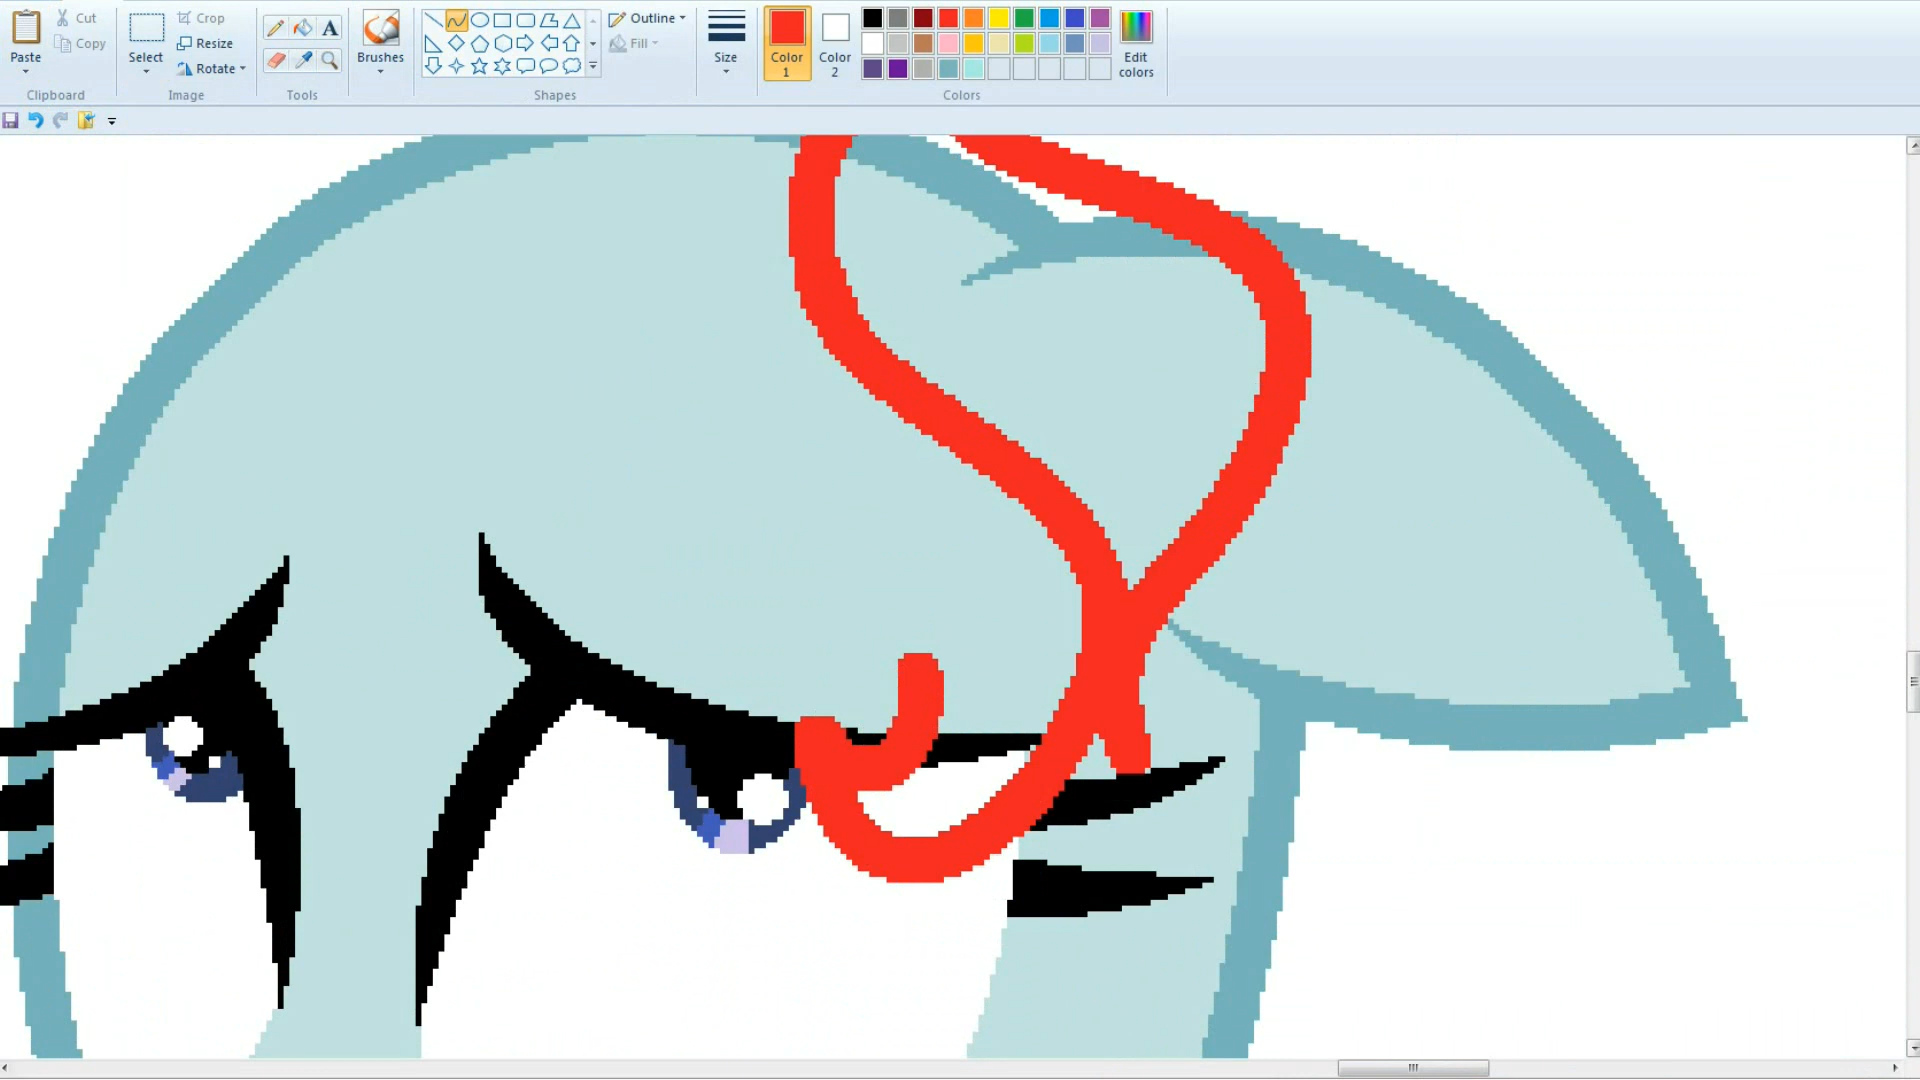 Paste
Cut
Copy
Clipboard
Select
Crop
Resize
Rotate
Image
A
Tools
Brushes
Shapes
Outline
Fill
Size
Color
1
Color
2
Edit
colors
Colors